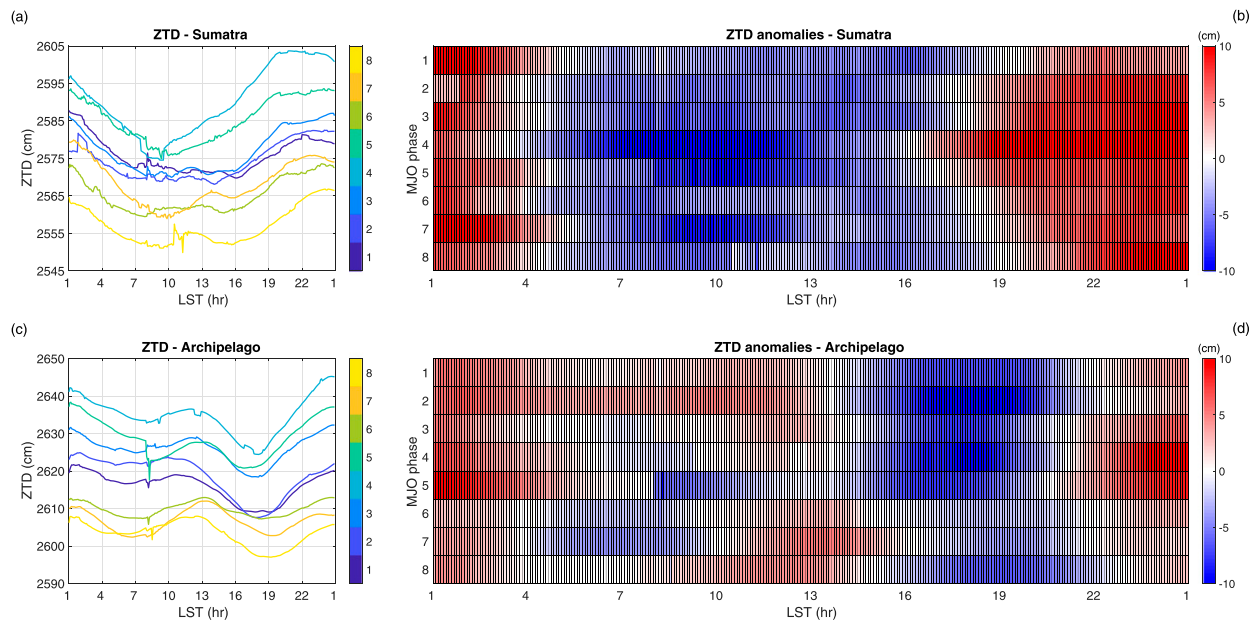 (a)
ZTD - Sumatra
ZTD (cm)
2605
2595
2585
2575
2565
2555
2545
1 4 7 10 13 16 19 22 1
LST (hr)
8
7
6
5
4
3
2
1
(b)
ZTD anomalies - Sumatra
(cm)
MJO phase
1
2
3
4
5
6
7
8
1 4 7 10 13 16 19 22 1
LST (hr)
10
5
0
-5
-10
(c)
ZTD - Archipelago
ZTD (cm)
2650
2640
2630
2620
2610
2600
2590
1 4 7 10 13 16 19 22 1
LST (hr)
8
7
6
5
4
3
2
1
(d)
ZTD anomalies - Archipelago
(cm)
MJO phase
1
2
3
4
5
6
7
8
1 4 7 10 13 16 19 22 1
LST (hr)
10
5
0
-5
-10